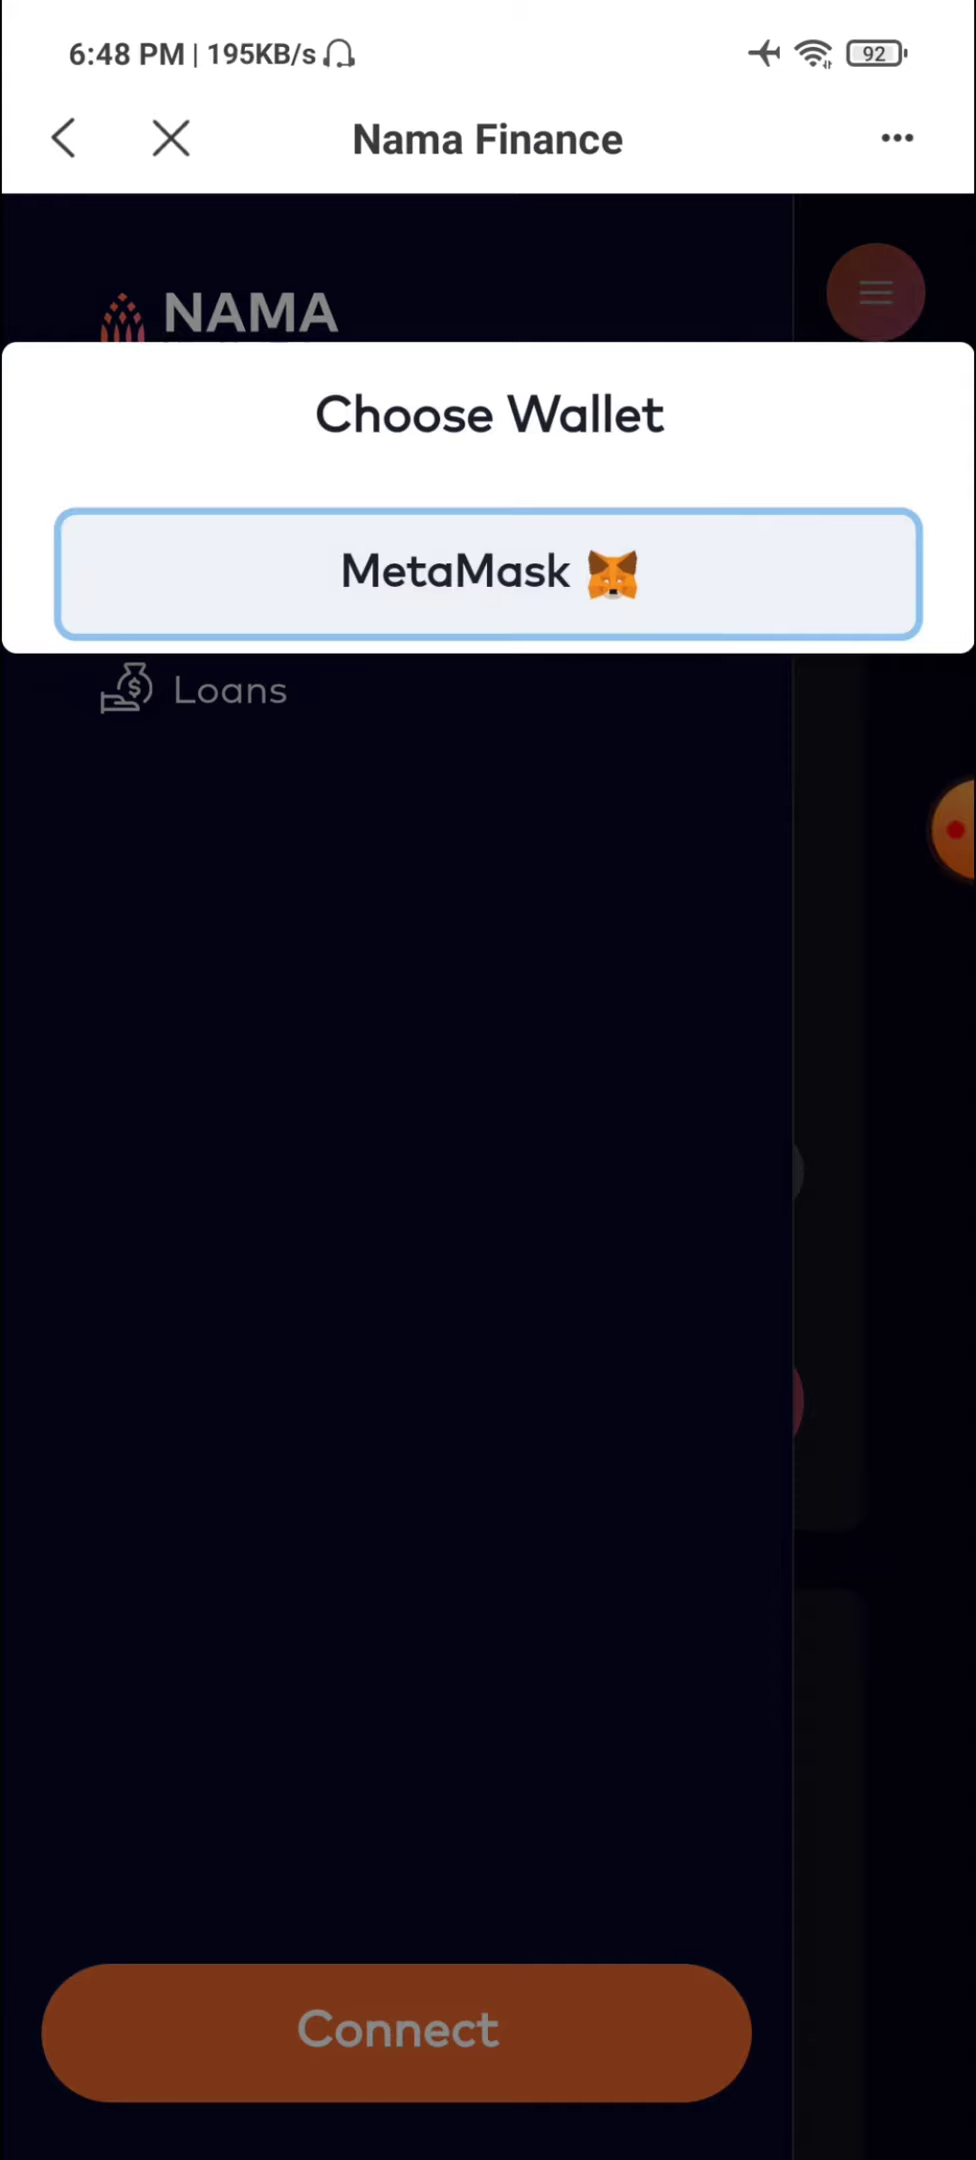 6:48 PM | 195KB/s
92
Nama Finance
NAMA
Choose Wallet
MetaMask
Loans
Connect